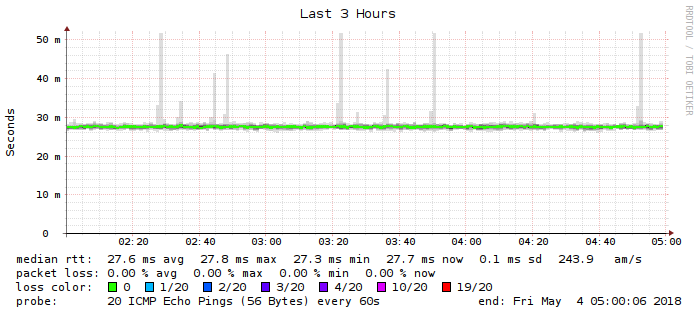 Last 3 Hours
RRDTOOL / TOBI OETIKER
Seconds
50 m
40 m
30 m
20 m
10 m
0
02:20 02:40 03:00 03:20 03:40 04:00 04:20 04:40 05:00
median rtt: 27.6 ms avg 27.8 ms max 27.3 ms min 27.7 ms now 0.1 ms sd 243.9 am/s
packet loss: 0.00 % avg 0.00 % max 0.00 % min 0.00 % now
loss color: 0 1/20 2/20 3/20 4/20 10/20 19/20
probe: 20 ICMP Echo Pings (56 Bytes) every 60s end: Fri May 4 05:00:06 2018